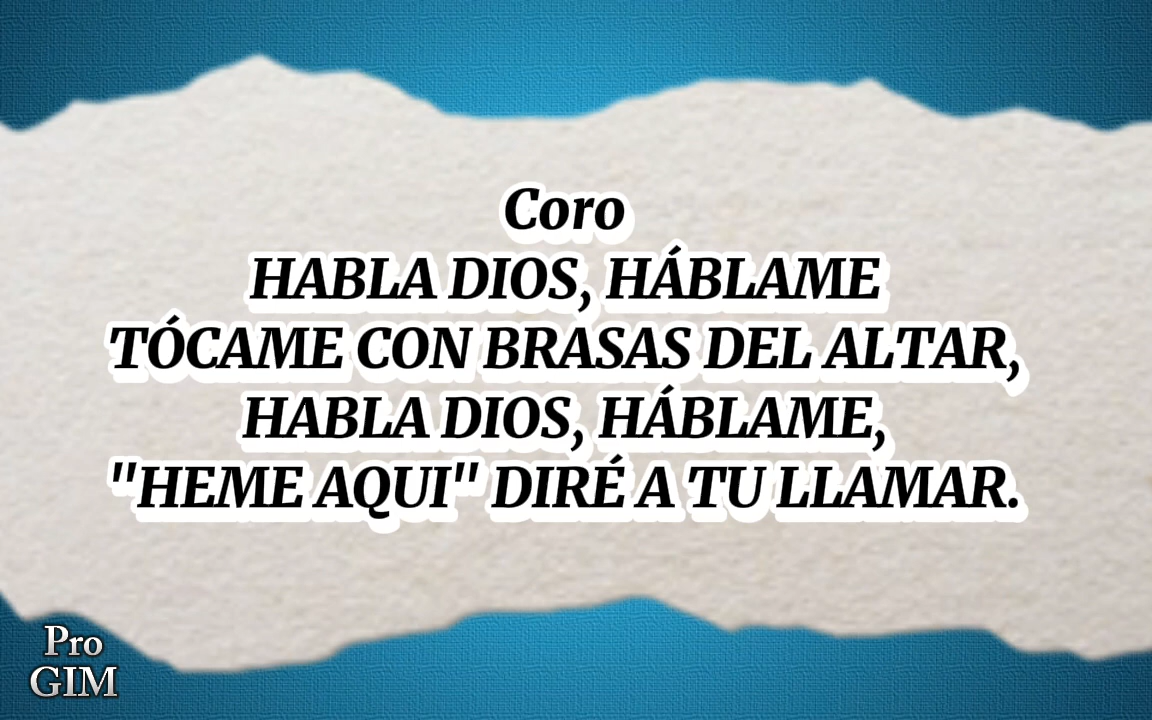 Coro
HABLA DIOS, HÁBLAME
TÓCAME CON BRASAS DEL ALTAR,
HABLA DIOS, HÁBLAME,
"HEME AQUI" DIRÉ A TU LLAMAR.
Pro
GIM